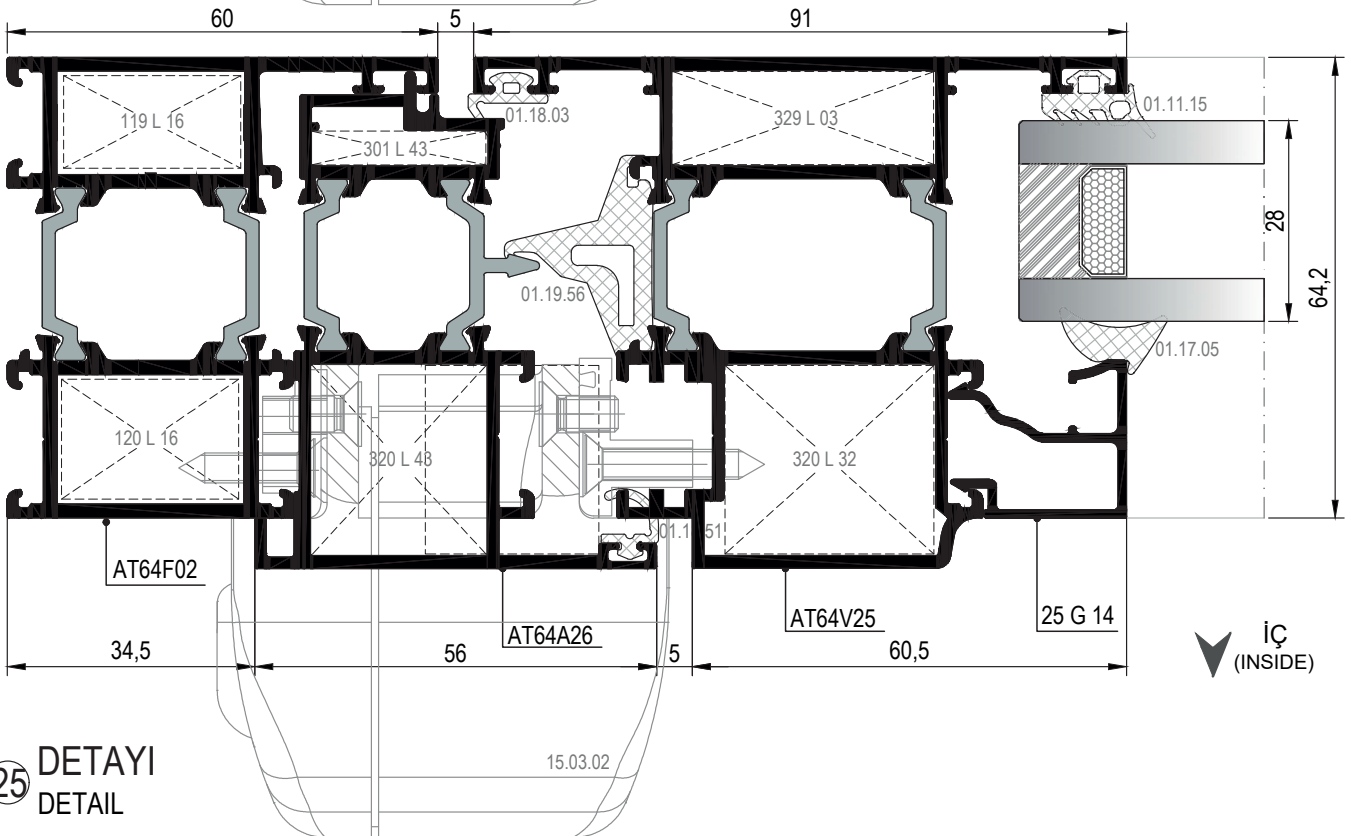 60 5 91
119 L 16
301 L 43
01.18.03
329 L 03
01.11.15
28
64,2
01.19.56
01.17.05
120 L 16
320 L 43
320 L 32
AT64F02
AT64A26
AT64V25
25 G 14
34,5 56 5 60,5
İÇ
(INSIDE)
15.03.02
25 DETAYI
DETAIL